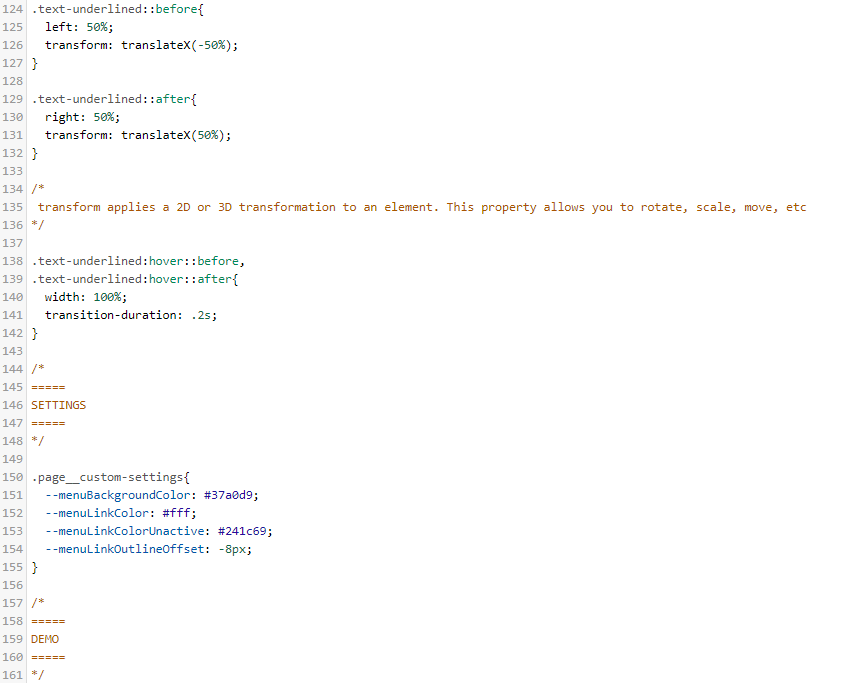 124 .text-underlined::before{
125   left: 50%;
126   transform: translateX(-50%);
127 }
128
129 .text-underlined::after{
130   right: 50%;
131   transform: translateX(50%);
132 }
133
134 /*
135  transform applies a 2D or 3D transformation to an element. This property allows you to rotate, scale, move, etc
136 */
137
138 .text-underlined:hover::before,
139 .text-underlined:hover::after{
140   width: 100%;
141   transition-duration: .2s;
142 }
143
144 /*
145 =====
146 SETTINGS
147 =====
148 */
149
150 .page__custom-settings{
151   --menuBackgroundColor: #37a0d9;
152   --menuLinkColor: #fff;
153   --menuLinkColorUnactive: #241c69;
154   --menuLinkOutlineOffset: -8px;
155 }
156
157 /*
158 =====
159 DEMO
160 =====
161 */